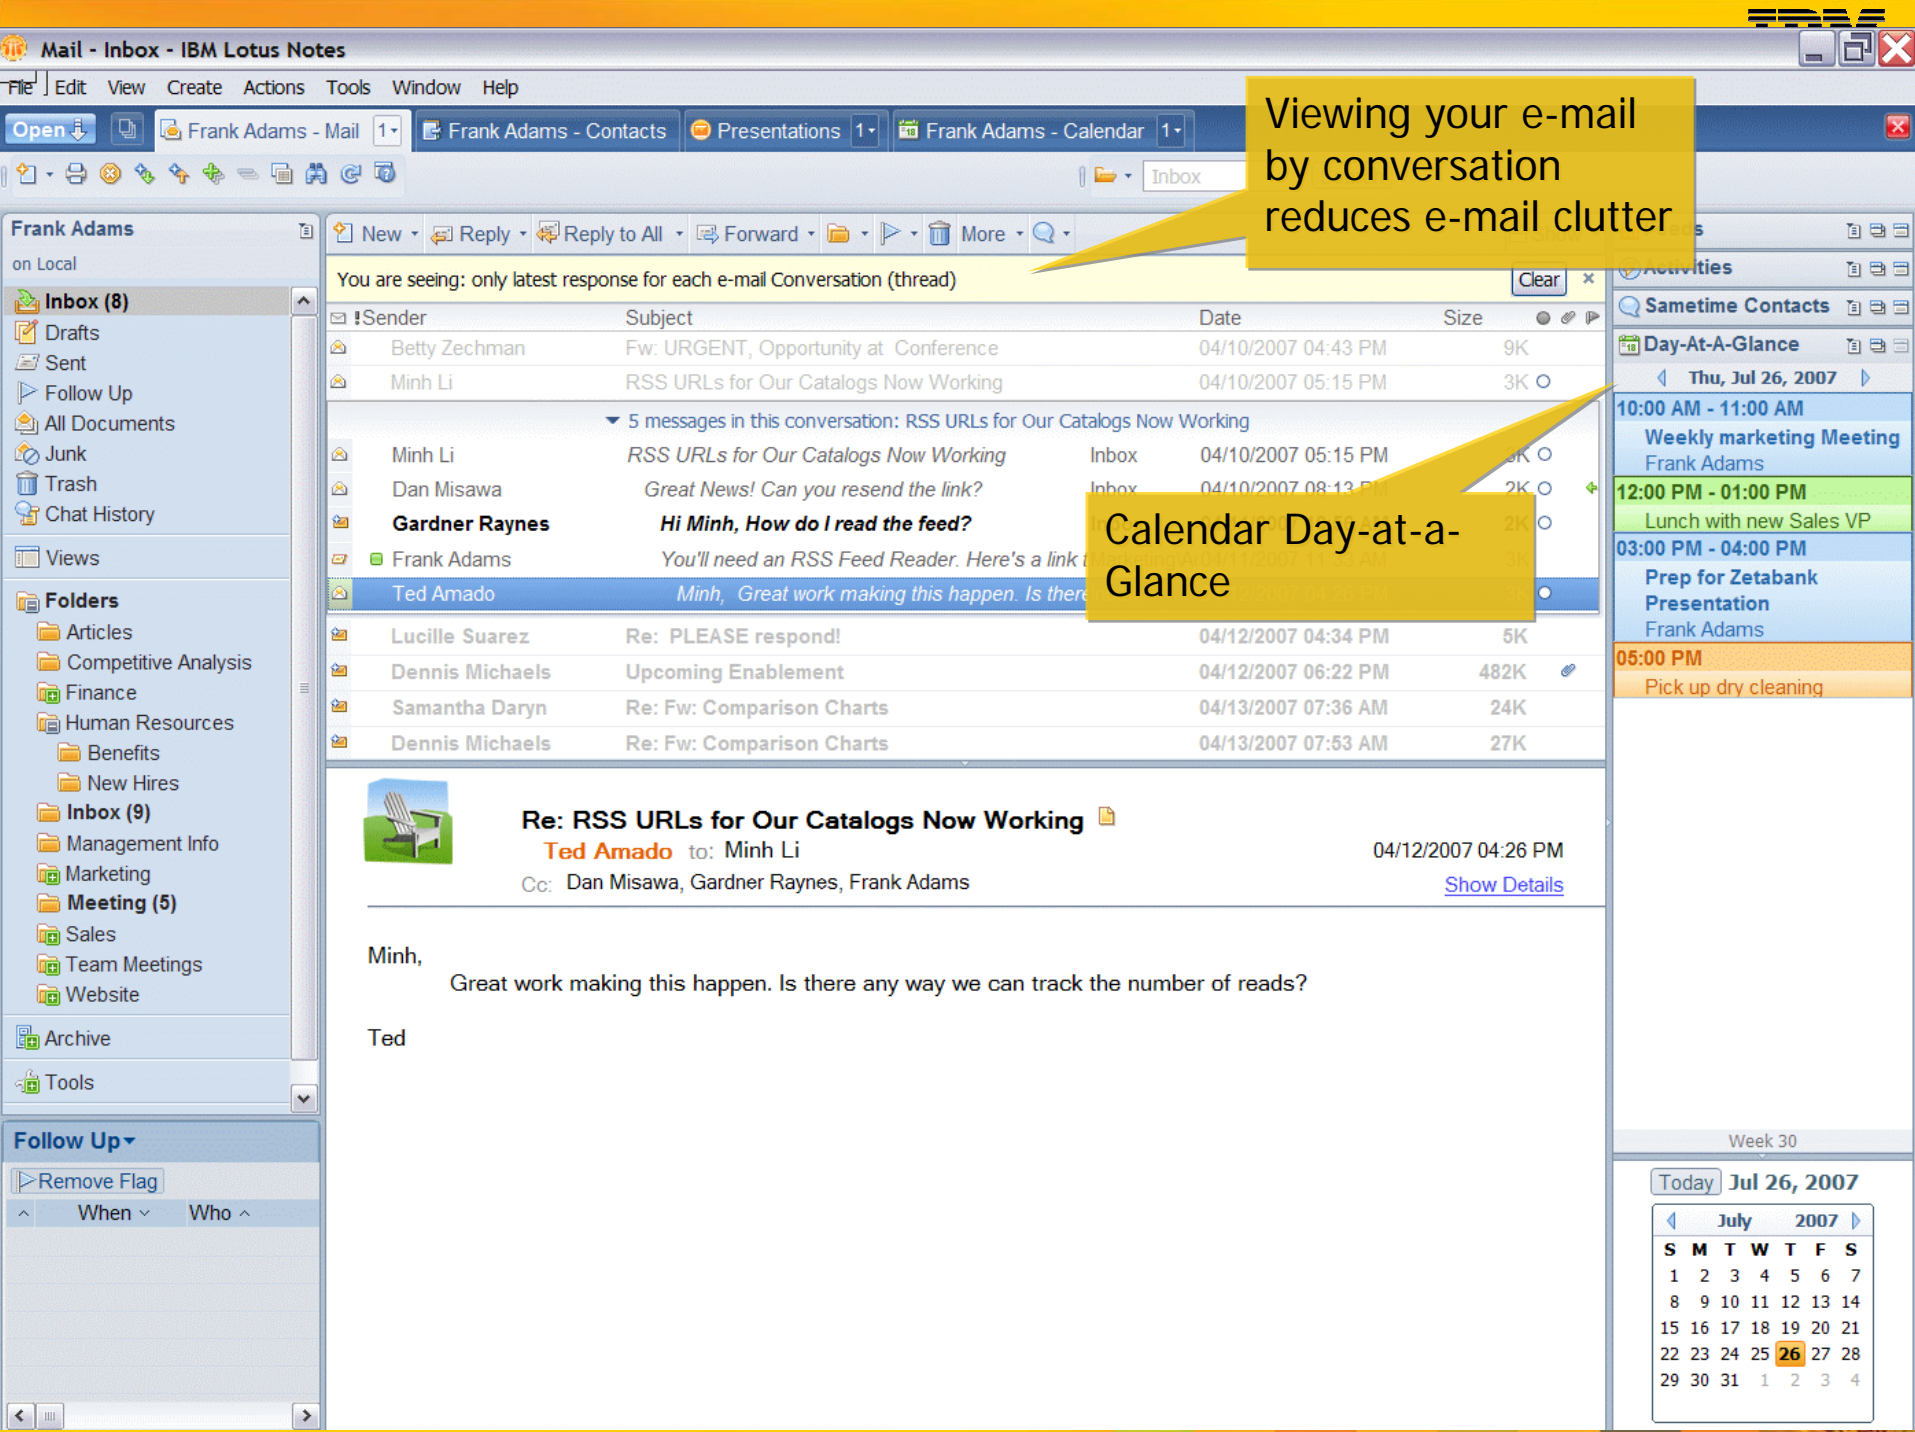 IBM
Mail - Inbox - IBM Lotus Notes
File Edit View Create Actions Tools Window Help
Open Frank Adams - Mail 1 Frank Adams - Contacts Presentations 1 Frank Adams - Calendar 1
Inbox
Viewing your e-mail
by conversation
reduces e-mail clutter
Frank Adams
on Local
Inbox (8)
Drafts
Sent
Follow Up
All Documents
Junk
Trash
Chat History
Views
Folders
Articles
Competitive Analysis
Finance
Human Resources
Benefits
New Hires
Inbox (9)
Management Info
Marketing
Meeting (5)
Sales
Team Meetings
Website
Archive
Tools
Follow Up
Remove Flag
When Who
New Reply Reply to All Forward More
You are seeing: only latest response for each e-mail Conversation (thread) Clear
!Sender Subject Date Size
Betty Zechman Fw: URGENT, Opportunity at Conference 04/10/2007 04:43 PM 9K
Minh Li RSS URLs for Our Catalogs Now Working 04/10/2007 05:15 PM 3K
5 messages in this conversation: RSS URLs for Our Catalogs Now Working
Minh Li RSS URLs for Our Catalogs Now Working Inbox 04/10/2007 05:15 PM
Dan Misawa Great News! Can you resend the link? Inbox 04/10/2007 08:13 PM 2K
Gardner Raynes Hi Minh, How do I read the feed? 2K
Frank Adams You'll need an RSS Feed Reader. Here's a link
Ted Amado Minh, Great work making this happen. Is there
Calendar Day-at-a-
Glance
Lucille Suarez Re: PLEASE respond! 04/12/2007 04:34 PM 5K
Dennis Michaels Upcoming Enablement 04/12/2007 06:22 PM 482K
Samantha Daryn Re: Fw: Comparison Charts 04/13/2007 07:36 AM 24K
Dennis Michaels Re: Fw: Comparison Charts 04/13/2007 07:53 AM 27K
Re: RSS URLs for Our Catalogs Now Working
Ted Amado to: Minh Li 04/12/2007 04:26 PM
Cc: Dan Misawa, Gardner Raynes, Frank Adams Show Details
Minh,
Great work making this happen. Is there any way we can track the number of reads?
Ted
Activities
Sametime Contacts
Day-At-A-Glance
Thu, Jul 26, 2007
10:00 AM - 11:00 AM
Weekly marketing Meeting
Frank Adams
12:00 PM - 01:00 PM
Lunch with new Sales VP
03:00 PM - 04:00 PM
Prep for Zetabank
Presentation
Frank Adams
05:00 PM
Pick up dry cleaning
Week 30
Today Jul 26, 2007
July 2007
S M T W T F S
1 2 3 4 5 6 7
8 9 10 11 12 13 14
15 16 17 18 19 20 21
22 23 24 25 26 27 28
29 30 31 1 2 3 4